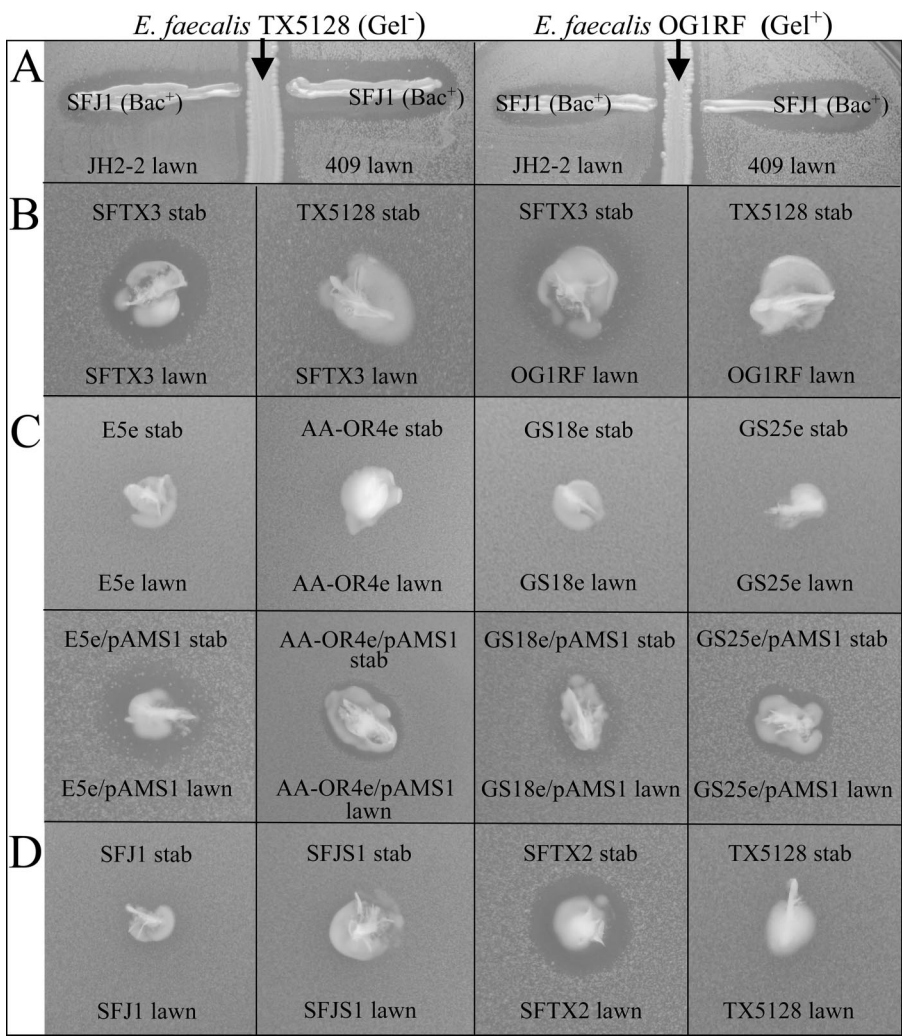 E. faecalis TX5128 (Gel-) E. faecalis OG1RF (Gel+)
A
SFJ1 (Bac+) SFJ1 (Bac+) SFJ1 (Bac+) SFJ1 (Bac+)
JH2-2 lawn 409 lawn JH2-2 lawn 409 lawn
B
SFTX3 stab TX5128 stab SFTX3 stab TX5128 stab
SFTX3 lawn SFTX3 lawn OG1RF lawn OG1RF lawn
C
E5e stab AA-OR4e stab GS18e stab GS25e stab
E5e lawn AA-OR4e lawn GS18e lawn GS25e lawn
E5e/pAMS1 stab AA-OR4e/pAMS1 GS18e/pAMS1 stab GS25e/pAMS1 stab
stab
E5e/pAMS1 lawn AA-OR4e/pAMS1 GS18e/pAMS1 lawn GS25e/pAMS1 lawn
lawn
D
SFJ1 stab SFJS1 stab SFTX2 stab TX5128 stab
SFJ1 lawn SFJS1 lawn SFTX2 lawn TX5128 lawn